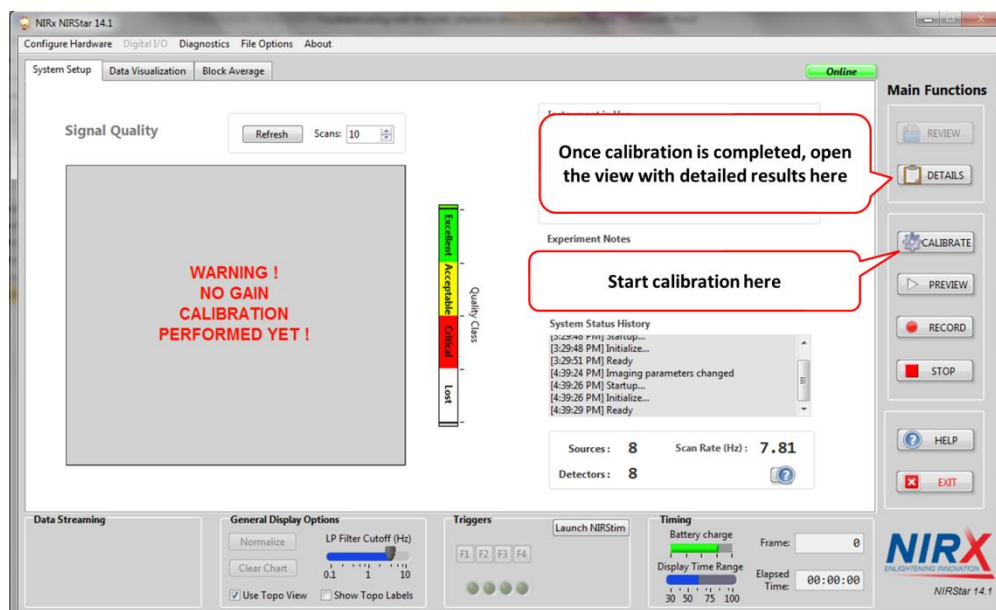 NIRx NIRStar 14.1
Configure Hardware Digital I/O Diagnostics File Options About
System Setup Data Visualization Block Average
Online
Main Functions
Signal Quality
Refresh Scans: 10
REVIEW
Once calibration is completed, open
the view with detailed results here
DETAILS
Experiment Notes
CALIBRATE
Start calibration here
PREVIEW
WARNING !
NO GAIN
CALIBRATION
PERFORMED YET !
Excellent
Acceptable
Critical
Lost
Quality Class
System Status History
[3:29:48 PM] Startup...
[3:29:48 PM] Initialize...
[3:29:51 PM] Ready
[4:39:24 PM] Imaging parameters changed
[4:39:26 PM] Startup...
[4:39:26 PM] Initialize...
[4:39:29 PM] Ready
RECORD
STOP
Sources: 8 Scan Rate (Hz): 7.81
Detectors: 8
HELP
EXIT
Data Streaming
General Display Options
Normalize
Clear Chart
LP Filter Cutoff (Hz)
0.1 1 10
Use Topo View Show Topo Labels
Triggers
Launch NIRStim
F1 F2 F3 F4
Timing
Battery charge
Display Time Range
30 50 75 100
Frame: 0
Elapsed
Time: 00:00:00
NIRX
ENLIGHTENING INNOVATION
NIRStar 14.1